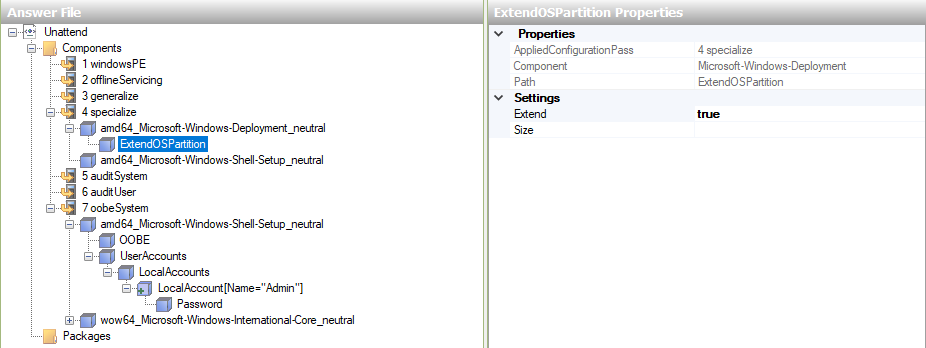 Answer File
Unattend
Components
1 windowsPE
2 offlineServicing
3 generalize
4 specialize
amd64_Microsoft-Windows-Deployment_neutral
ExtendOSPartition
amd64_Microsoft-Windows-Shell-Setup_neutral
5 auditSystem
6 auditUser
7 oobeSystem
amd64_Microsoft-Windows-Shell-Setup_neutral
OOBE
UserAccounts
LocalAccounts
LocalAccount[Name="Admin"]
Password
wow64_Microsoft-Windows-International-Core_neutral
Packages
ExtendOSPartition Properties
Properties
AppliedConfigurationPass 4 specialize
Component Microsoft-Windows-Deployment
Path ExtendOSPartition
Settings
Extend true
Size